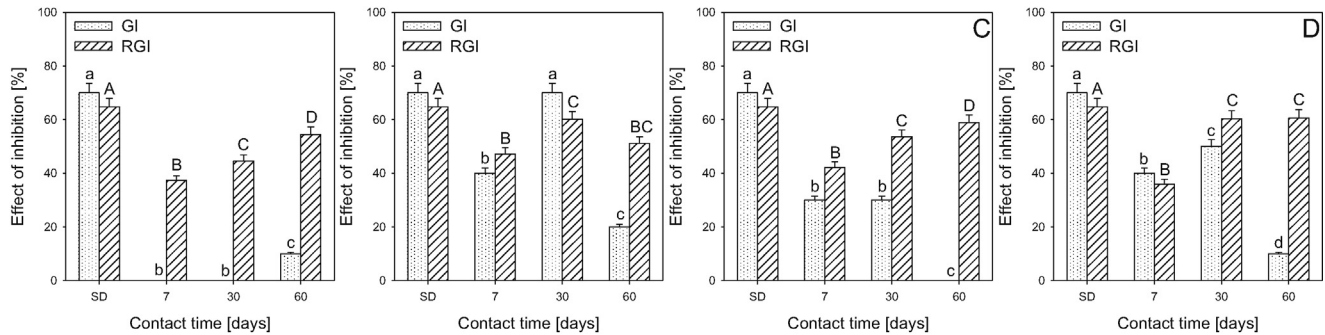 100
80
60
40
20
0
Effect of inhibition [%]
GI
RGI
a
A
b
B
b
C
c
D
SD
7
30
60
Contact time [days]
100
80
60
40
20
0
Effect of inhibition [%]
GI
RGI
a
A
b
B
a
C
c
BC
SD
7
30
60
Contact time [days]
C
100
80
60
40
20
0
Effect of inhibition [%]
GI
RGI
a
A
b
B
b
C
c
D
SD
7
30
60
Contact time [days]
D
100
80
60
40
20
0
Effect of inhibition [%]
GI
RGI
a
A
b
B
c
C
d
C
SD
7
30
60
Contact time [days]